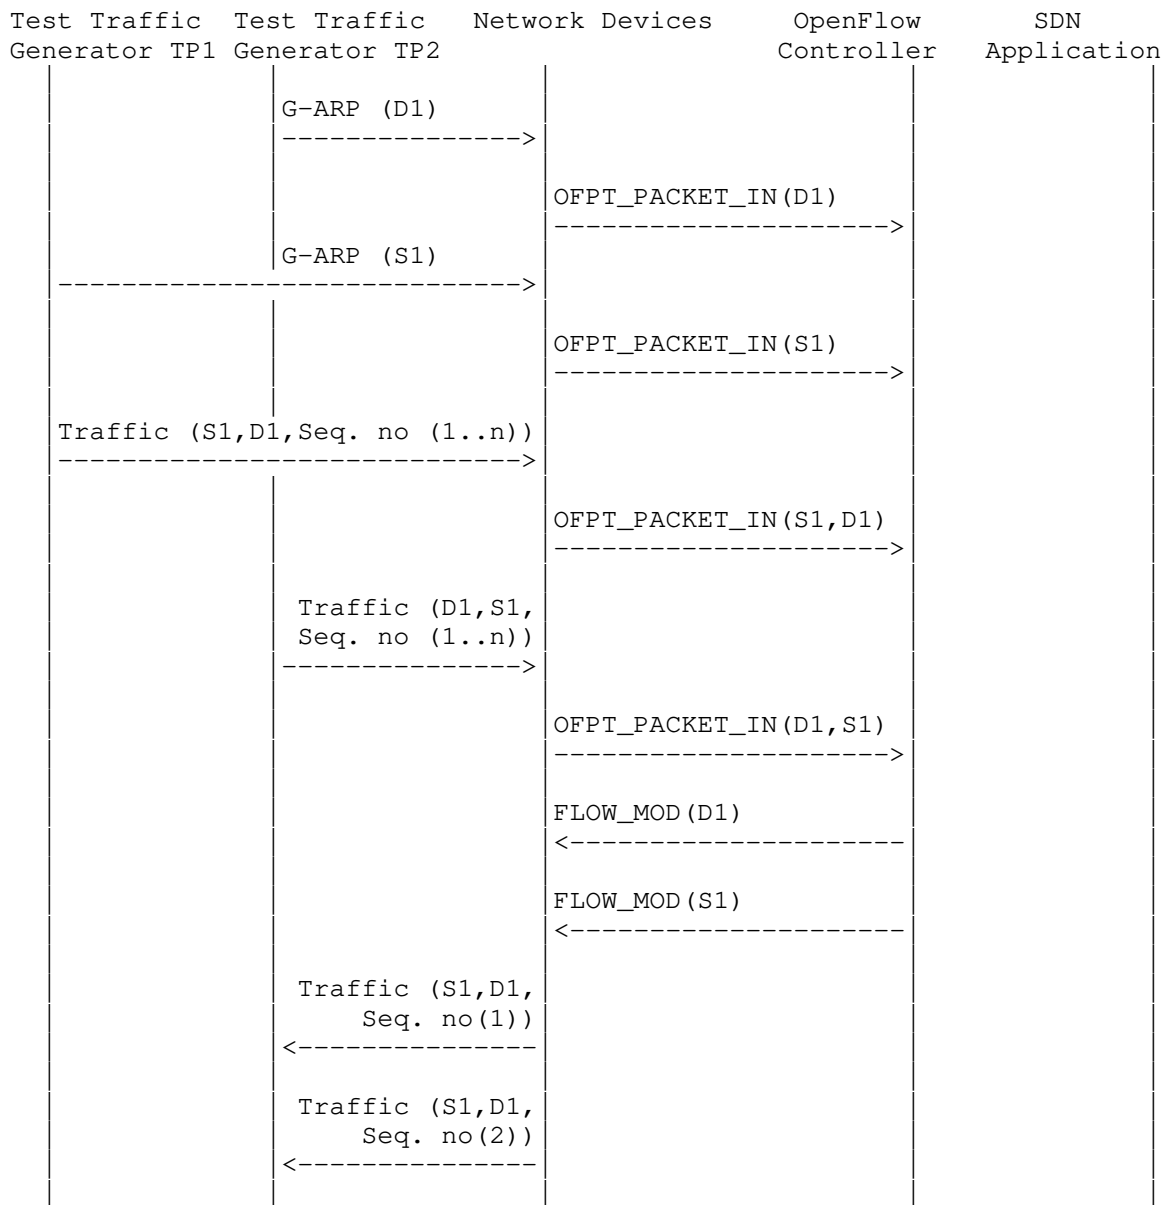 Test Traffic  Test Traffic   Network Devices     OpenFlow       SDN
Generator TP1 Generator TP2                     Controller   Application
G-ARP (D1)
OFPT_PACKET_IN(D1)
G-ARP (S1)
OFPT_PACKET_IN(S1)
Traffic (S1,D1,Seq. no (1..n))
OFPT_PACKET_IN(S1,D1)
Traffic (D1,S1,
Seq. no (1..n))
OFPT_PACKET_IN(D1,S1)
FLOW_MOD(D1)
FLOW_MOD(S1)
Traffic (S1,D1,
Seq. no(1))
Traffic (S1,D1,
Seq. no(2))